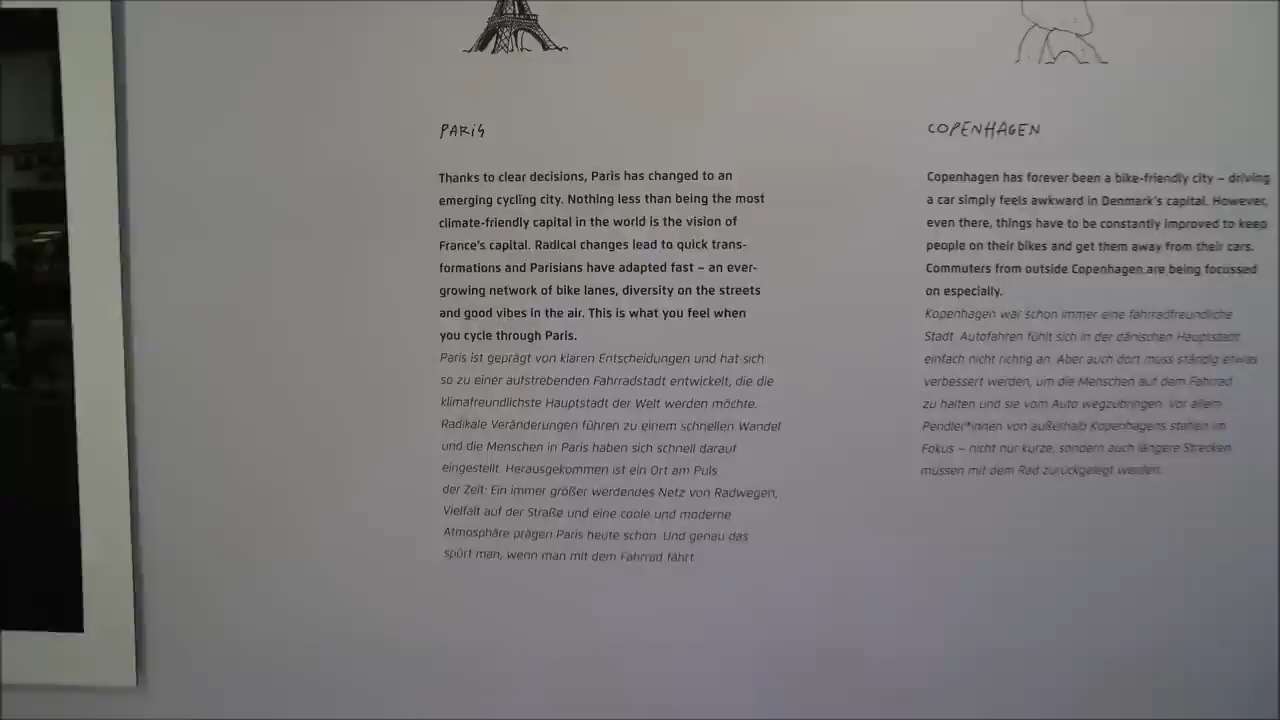 PARiS
Thanks to clear decisions, Paris has changed to an
emerging cycling city. Nothing less than being the most
climate-friendly capital in the world is the vision of
France's capital. Radical changes lead to quick trans-
formations and Parisians have adapted fast – an ever-
growing network of bike lanes, diversity on the streets
and good vibes in the air. This is what you feel when
you cycle through Paris.
Paris ist geprägt von klaren Entscheidungen und hat sich
so zu einer aufstrebenden Fahrradstadt entwickelt, die die
klimafreundlichste Hauptstadt der Welt werden möchte.
Radikale Veränderungen führen zu einem schnellen Wandel
und die Menschen in Paris haben sich schnell darauf
eingestellt. Herausgekommen ist ein Ort am Puls
der Zeit: Ein immer größer werdendes Netz von Radwegen,
Vielfalt auf der Straße und eine coole und moderne
Atmosphäre prägen Paris heute schon. Und genau das
spürt man, wenn man mit dem Fahrrad fährt.
COPENHAGEN
Copenhagen has forever been a bike-friendly city – driving
a car simply feels awkward in Denmark's capital. However,
even there, things have to be constantly improved to keep
people on their bikes and get them away from their cars.
Commuters from outside Copenhagen are being focussed
on especially.
Kopenhagen war schon immer eine fahrradfreundliche
Stadt. Autofahren fühlt sich in der dänischen Hauptstadt
einfach nicht richtig an. Aber auch dort muss ständig etwas
verbessert werden, um die Menschen auf dem Fahrrad
zu halten und sie vom Auto wegzubringen. Vor allem
Pendler*innen von außerhalb Kopenhagens stehen im
Fokus – nicht nur kurze, sondern auch längere Strecken
müssen mit dem Rad zurückgelegt werden.